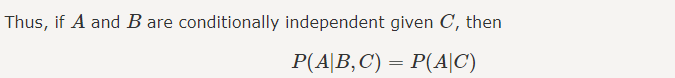 Thus, if A and B are conditionally independent given C, then
P(A|B, C) = P(A|C)